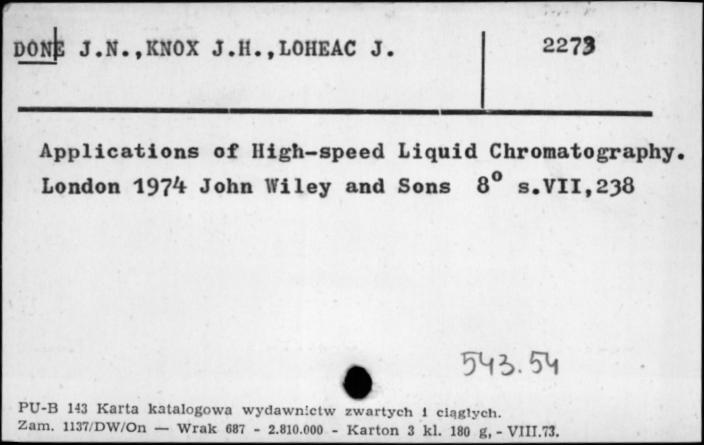 DONE J.N.,KNOX J.H.,LOHEAC J.
2273
Applications of High-speed Liquid Chromatography.
London 1974 John Wiley and Sons 8° s.VII,238
543.54
PU-B 143 Karta katalogowa wydawnictw zwartych i ciągłych.
Zam. 1137/DW/On — Wrak 687 - 2.810.000 - Karton 3 kl. 180 g, - VIII.73.